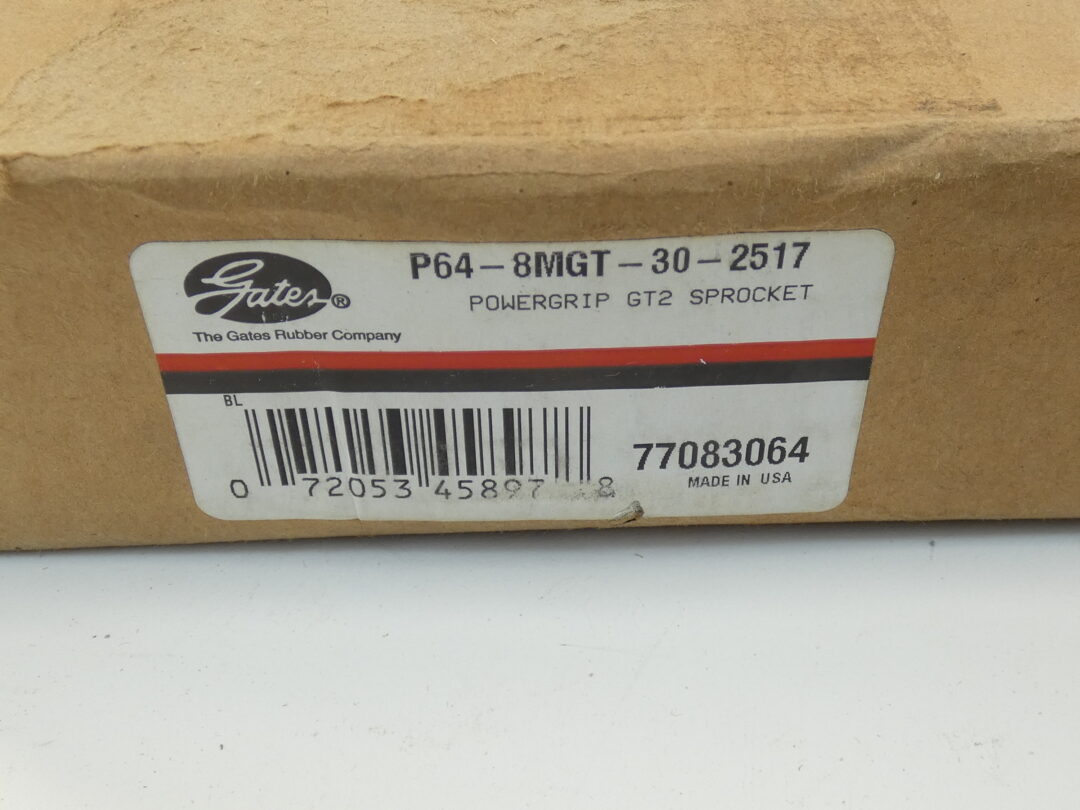 Gates®
The Gates Rubber Company
P64-8MGT-30-2517
POWERGRIP GT2 SPROCKET
BL
0 72053 45897 8
77083064
MADE IN USA